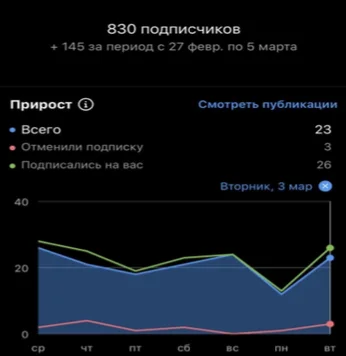 830 подписчиков
+ 145 за период с 27 февр. по 5 марта
Прирост
Смотреть публикации
Всего 23
Отменили подписку 3
Подписались на вас 26
Вторник, 3 мар
40
20
0
ср чт пт сб вс пн вт